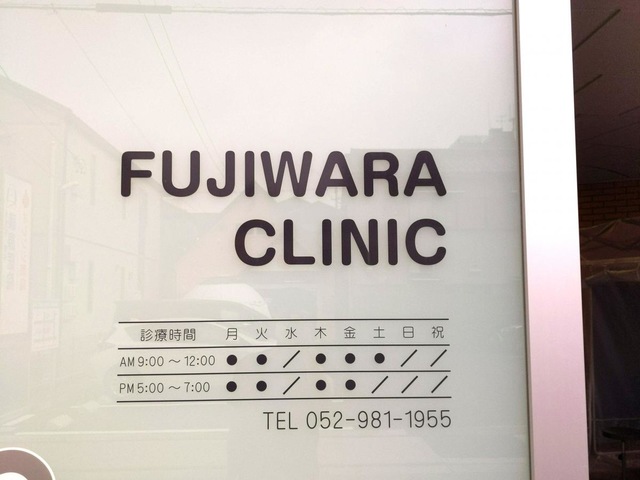 FUJIWARA
CLINIC
診療時間 月 火 水 木 金 土 日 祝
AM 9:00 〜 12:00 ● ● ／ ● ● ● ／ ／
PM 5:00 〜 7:00 ● ● ／ ● ● ／ ／ ／
TEL 052-981-1955